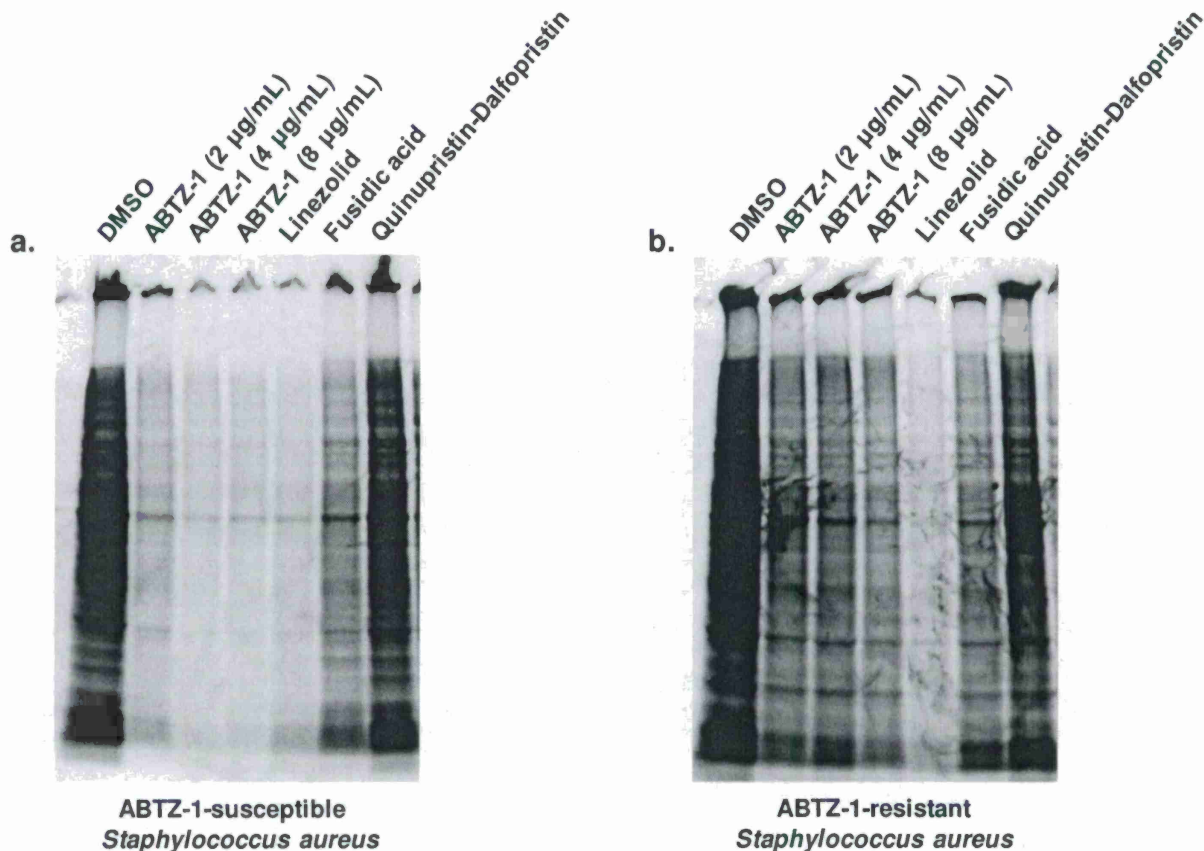 a.
DMSO
ABTZ-1 (2 µg/mL)
ABTZ-1 (4 µg/mL)
ABTZ-1 (8 µg/mL)
Linezolid
Fusidic acid
Quinupristin-Dalfopristin
ABTZ-1-susceptible
Staphylococcus aureus
b.
DMSO
ABTZ-1 (2 µg/mL)
ABTZ-1 (4 µg/mL)
ABTZ-1 (8 µg/mL)
Linezolid
Fusidic acid
Quinupristin-Dalfopristin
ABTZ-1-resistant
Staphylococcus aureus